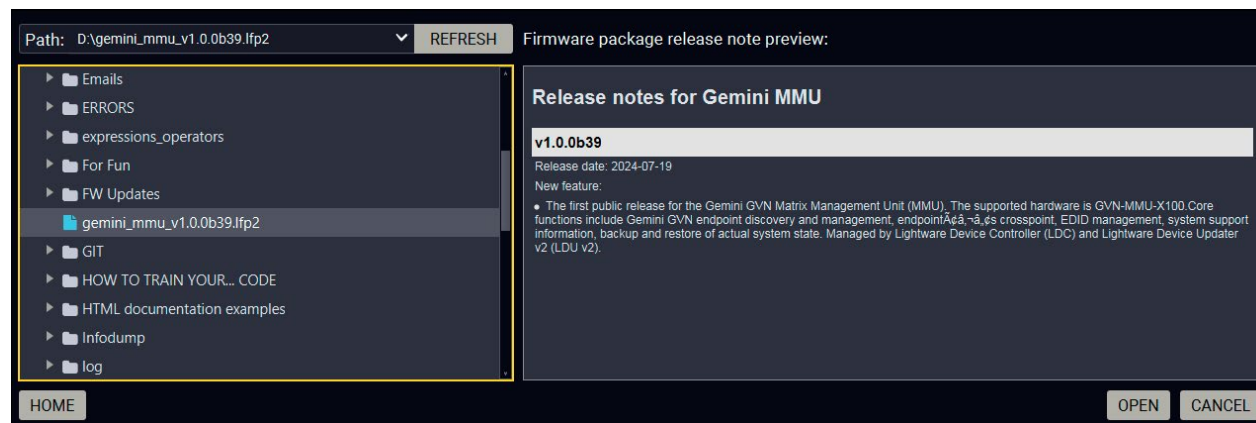 Path: D:\gemini_mmu_v1.0.0b39.lfp2 REFRESH Firmware package release note preview:
Emails
ERRORS
expressions_operators
For Fun
FW Updates
gemini_mmu_v1.0.0b39.lfp2
GIT
HOW TO TRAIN YOUR... CODE
HTML documentation examples
Infodump
log
Release notes for Gemini MMU
v1.0.0b39
Release date: 2024-07-19
New feature:
• The first public release for the Gemini GVN Matrix Management Unit (MMU). The supported hardware is GVN-MMU-X100.Core
functions include Gemini GVN endpoint discovery and management, endpointÃ¢â‚¬â„¢s crosspoint, EDID management, system support
information, backup and restore of actual system state. Managed by Lightware Device Controller (LDC) and Lightware Device Updater
v2 (LDU v2).
HOME OPEN CANCEL